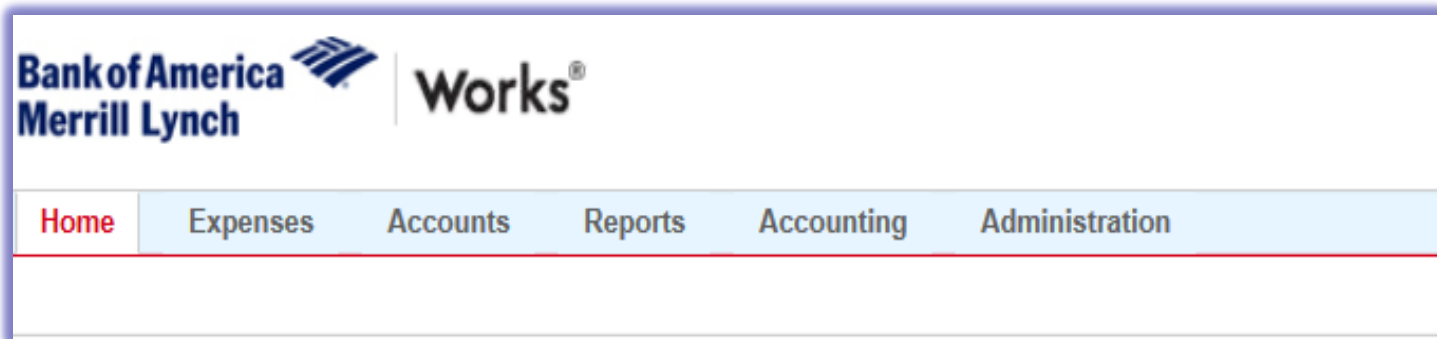 Bank of America
Merrill Lynch
Works®
Home Expenses Accounts Reports Accounting Administration